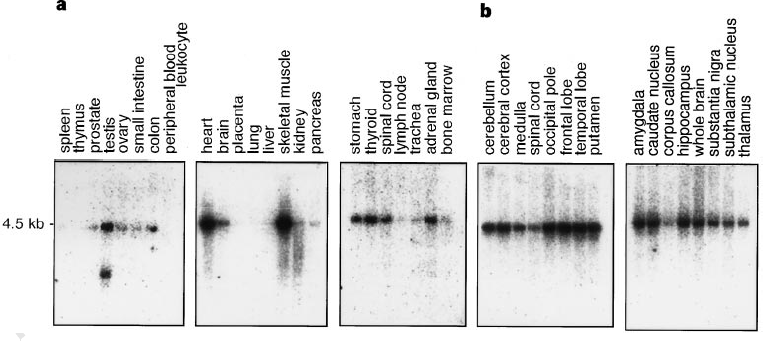 a
spleen
thymus
prostate
testis
ovary
small intestine
colon
peripheral blood
leukocyte
heart
brain
placenta
lung
liver
skeletal muscle
kidney
pancreas
stomach
thyroid
spinal cord
lymph node
trachea
adrenal gland
bone marrow
b
cerebellum
cerebral cortex
medulla
spinal cord
occipital pole
frontal lobe
temporal lobe
putamen
amygdala
caudate nucleus
corpus callosum
hippocampus
whole brain
substantia nigra
subthalamic nucleus
thalamus
4.5 kb -